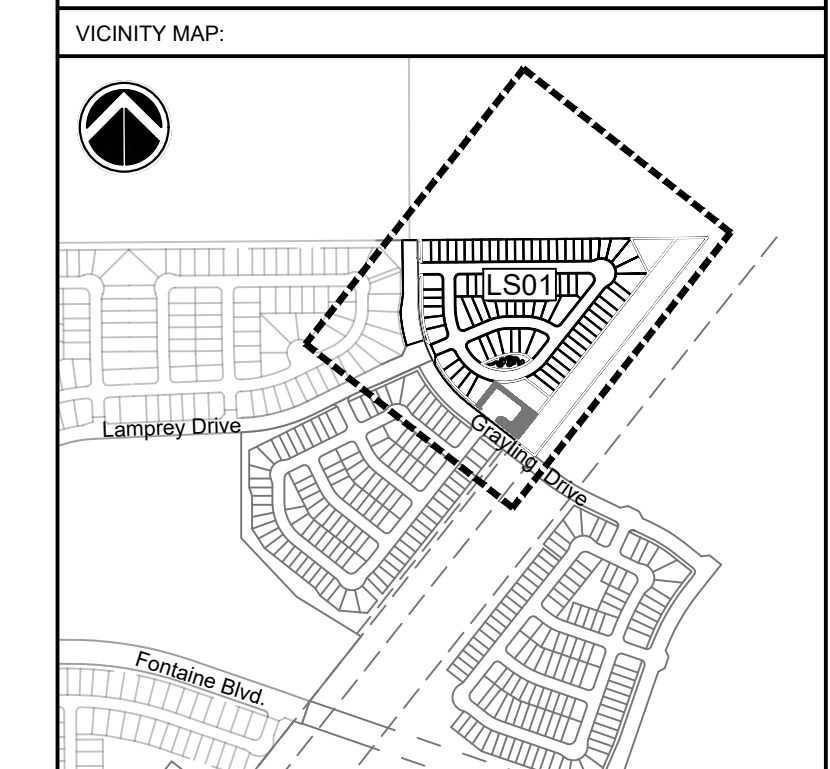 VICINITY MAP:
LS01
Lamprey Drive
Grayling Drive
Fontaine Blvd.